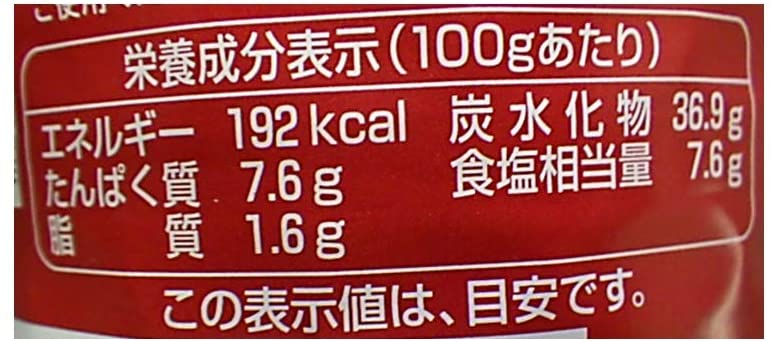 栄養成分表示(100gあたり)
エネルギー 192kcal 炭水化物 36.9g
たんぱく質 7.6g 食塩相当量 7.6g
脂質 1.6g
この表示値は、目安です。